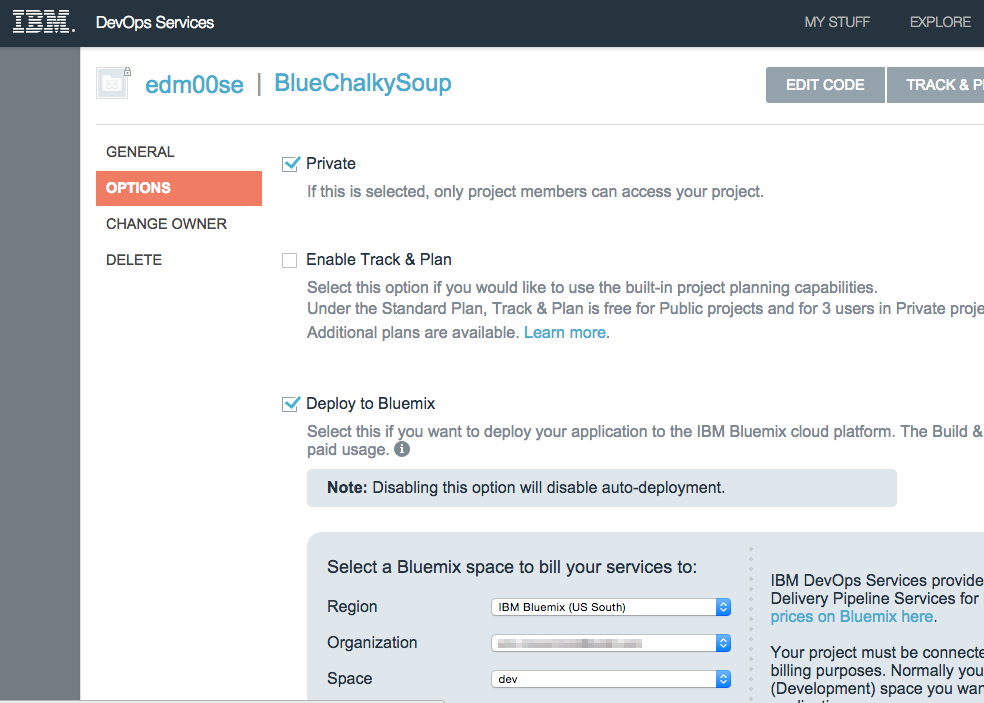 IBM. DevOps Services MY STUFF EXPLORE
edm00se | BlueChalkySoup EDIT CODE TRACK &
GENERAL
OPTIONS
CHANGE OWNER
DELETE
Private
If this is selected, only project members can access your project.
Enable Track & Plan
Select this option if you would like to use the built-in project planning capabilities.
Under the Standard Plan, Track & Plan is free for Public projects and for 3 users in Private
Additional plans are available. Learn more.
Deploy to Bluemix
Select this if you want to deploy your application to the IBM Bluemix cloud platform. The Build &
paid usage.
Note: Disabling this option will disable auto-deployment.
Select a Bluemix space to bill your services to:
Region IBM Bluemix (US South)
Organization
Space dev
IBM DevOps Services provide
Delivery Pipeline Services for
prices on Bluemix here.
Your project must be connecte
billing purposes. Normally you
(Development) space you wan